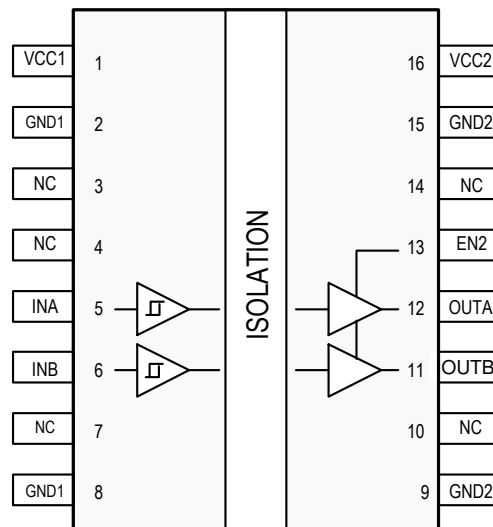 VCC1 1 16 VCC2
GND1 2 15 GND2
NC 3 14 NC
NC 4 13 EN2
ISOLATION
INA 5 12 OUTA
INB 6 11 OUTB
NC 7 10 NC
GND1 8 9 GND2